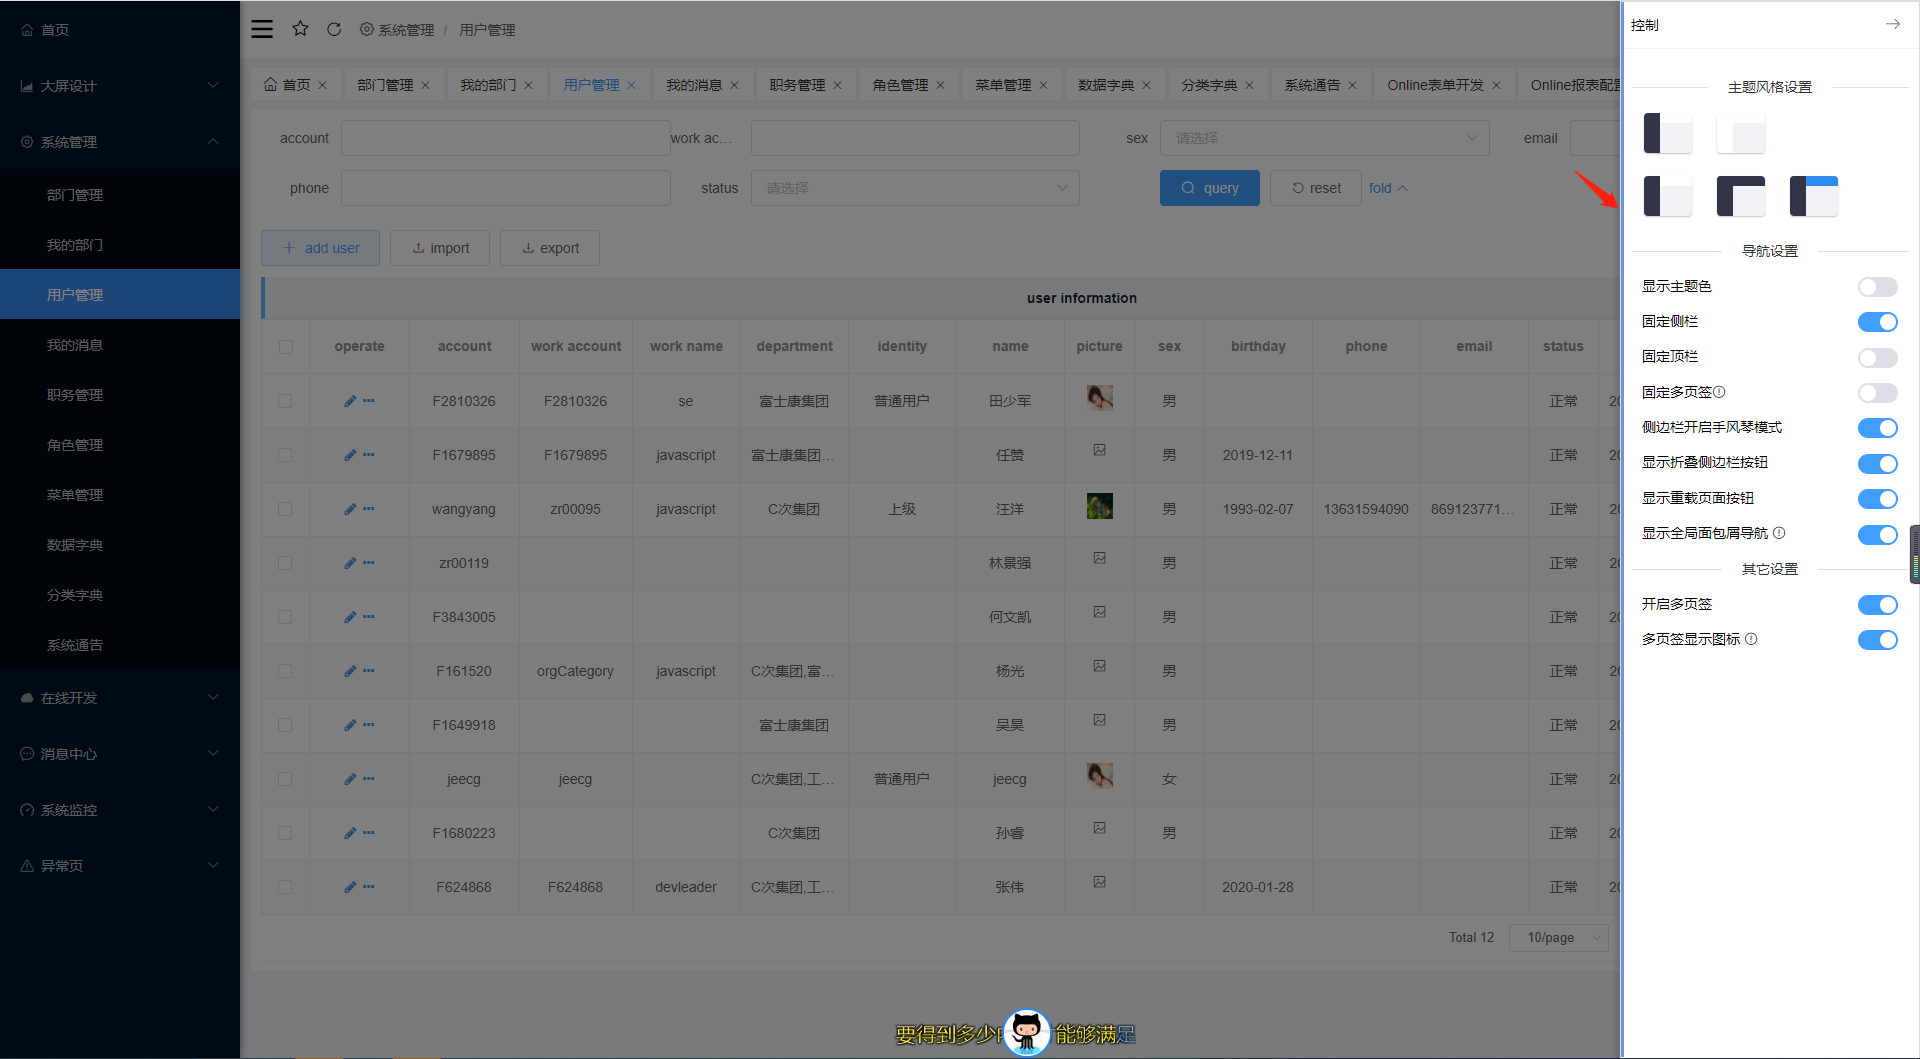 首页
大屏设计
系统管理
部门管理
我的部门
用户管理
我的消息
职务管理
角色管理
菜单管理
数据字典
分类字典
系统通告
在线开发
消息中心
系统监控
异常页
系统管理 / 用户管理
首页 部门管理 我的部门 用户管理 我的消息 职务管理 角色管理 菜单管理 数据字典 分类字典 系统通告 Online表单开发 Online报表配置
account work ac... sex 请选择 email
phone status 请选择 query reset fold
add user import export
user information
operate account work account work name department identity name picture sex birthday phone email status
F2810326 F2810326 se 富士康集团 普通用户 田少军 男 正常 20
F1679895 F1679895 javascript 富士康集团... 任赞 男 2019-12-11 正常 20
wangyang zr00095 javascript C次集团 上级 汪洋 男 1993-02-07 13631594090 869123771... 正常 20
zr00119 林景强 男 正常 20
F3843005 何文凯 男 正常 20
F161520 orgCategory javascript C次集团,富... 杨光 男 正常 20
F1649918 富士康集团 吴昊 男 正常 20
jeecg jeecg C次集团,工... 普通用户 jeecg 女 正常 20
F1680223 C次集团 孙睿 男 正常 20
F624868 F624868 devleader C次集团,工... 张伟 2020-01-28 正常 20
Total 12 10/page
要得到多少 能够满足
控制
主题风格设置
导航设置
显示主题色
固定侧栏
固定顶栏
固定多页签
侧边栏开启手风琴模式
显示折叠侧边栏按钮
显示重载页面按钮
显示全局面包屑导航
其它设置
开启多页签
多页签显示图标